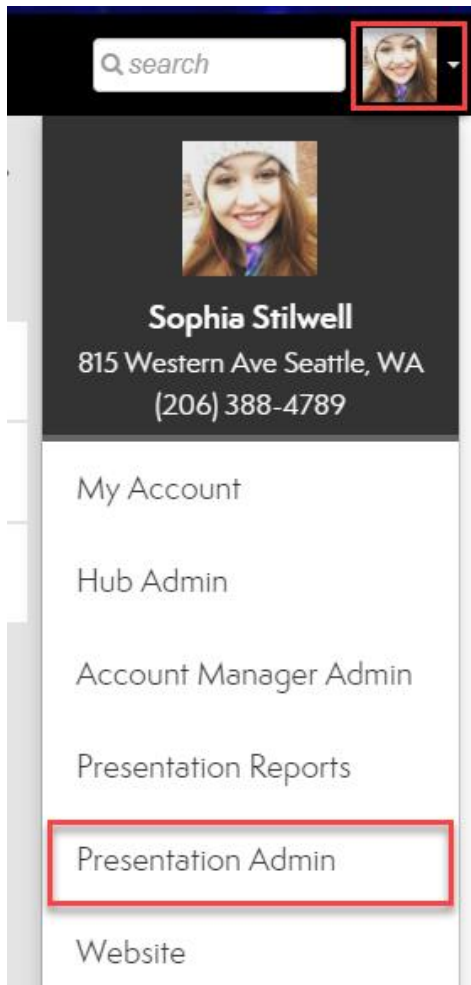 search
Sophia Stilwell
815 Western Ave Seattle, WA
(206) 388-4789
My Account
Hub Admin
Account Manager Admin
Presentation Reports
Presentation Admin
Website